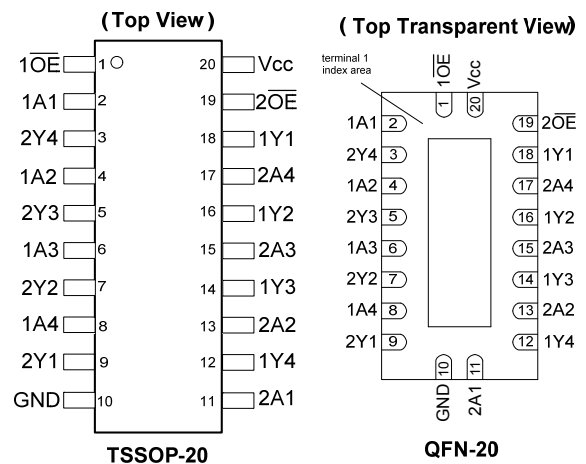 (Top View)
1O̅E̅ 1 20 Vcc
1A1 2 19 2O̅E̅
2Y4 3 18 1Y1
1A2 4 17 2A4
2Y3 5 16 1Y2
1A3 6 15 2A3
2Y2 7 14 1Y3
1A4 8 13 2A2
2Y1 9 12 1Y4
GND 10 11 2A1
TSSOP-20
( Top Transparent View)
terminal 1
index area
1O̅E̅ Vcc
1 20
1A1 2 19 2O̅E̅
2Y4 3 18 1Y1
1A2 4 17 2A4
2Y3 5 16 1Y2
1A3 6 15 2A3
2Y2 7 14 1Y3
1A4 8 13 2A2
2Y1 9 12 1Y4
10 11
GND 2A1
QFN-20